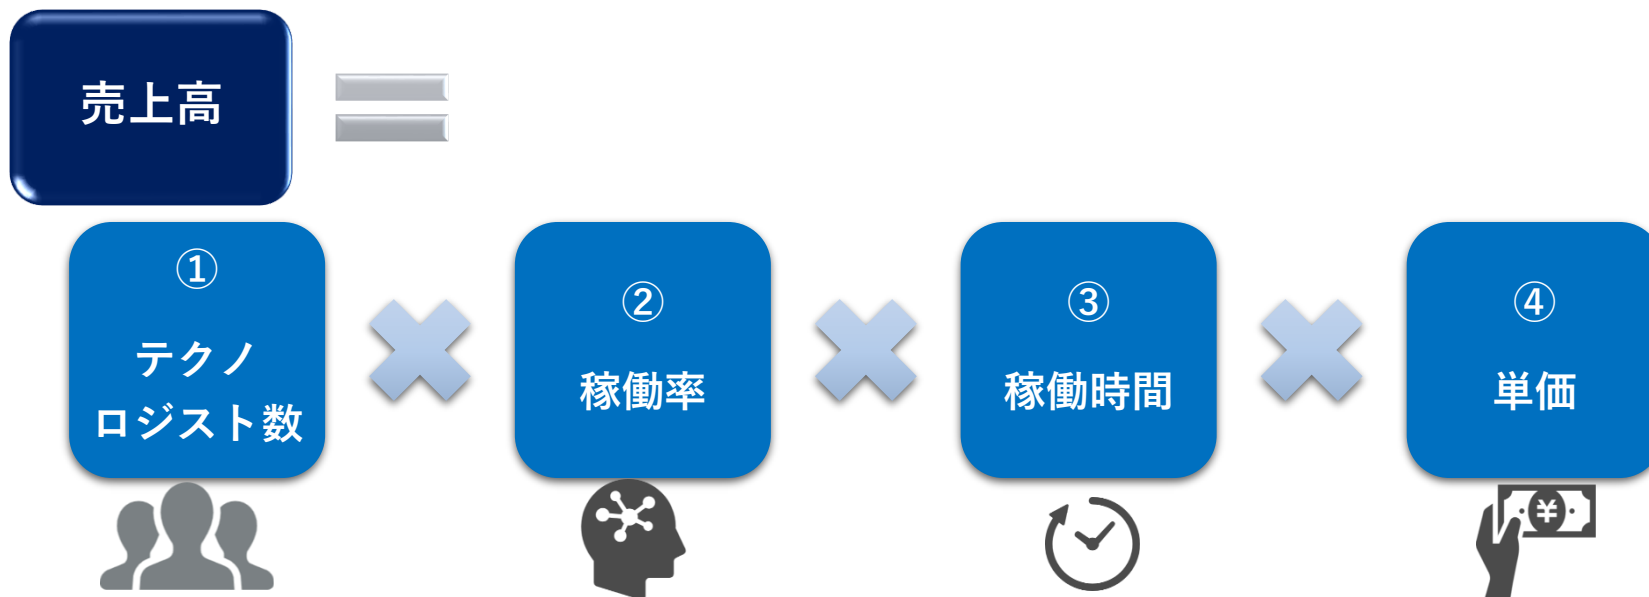 売上高
①
テクノ
ロジスト数
②
稼働率
③
稼働時間
④
単価
¥